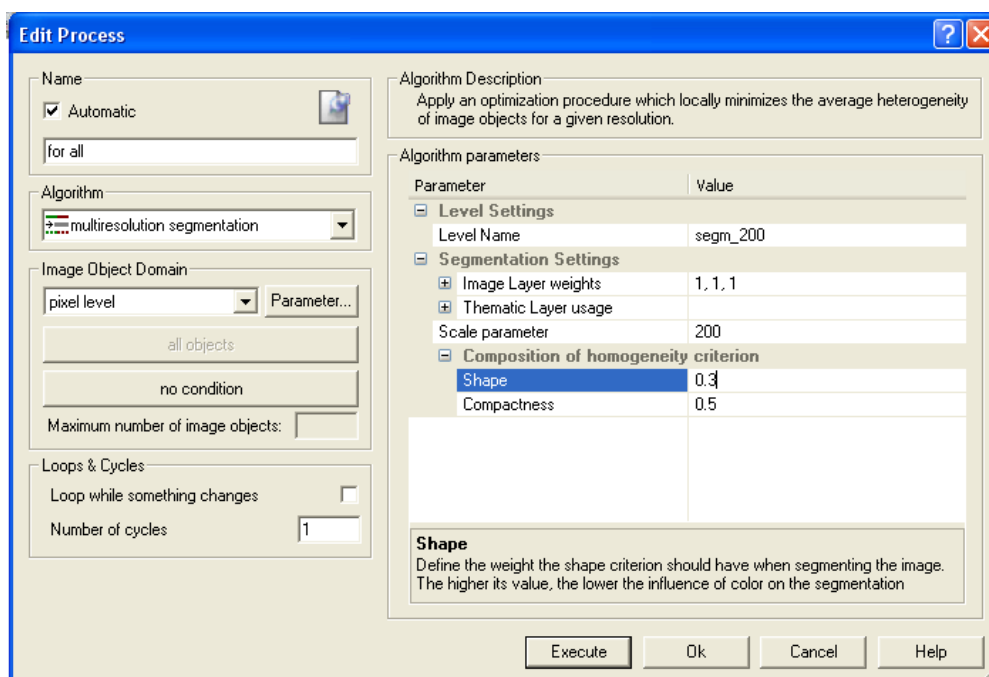 Edit Process
Name
Automatic
for all
Algorithm
multiresolution segmentation
Image Object Domain
pixel level
Parameter...
all objects
no condition
Maximum number of image objects:
Loops & Cycles
Loop while something changes
Number of cycles
1
Algorithm Description
Apply an optimization procedure which locally minimizes the average heterogeneity
of image objects for a given resolution.
Algorithm parameters
Parameter Value
Level Settings
Level Name segm_200
Segmentation Settings
Image Layer weights 1, 1, 1
Thematic Layer usage
Scale parameter 200
Composition of homogeneity criterion
Shape 0.3
Compactness 0.5
Shape
Define the weight the shape criterion should have when segmenting the image.
The higher its value, the lower the influence of color on the segmentation
Execute Ok Cancel Help